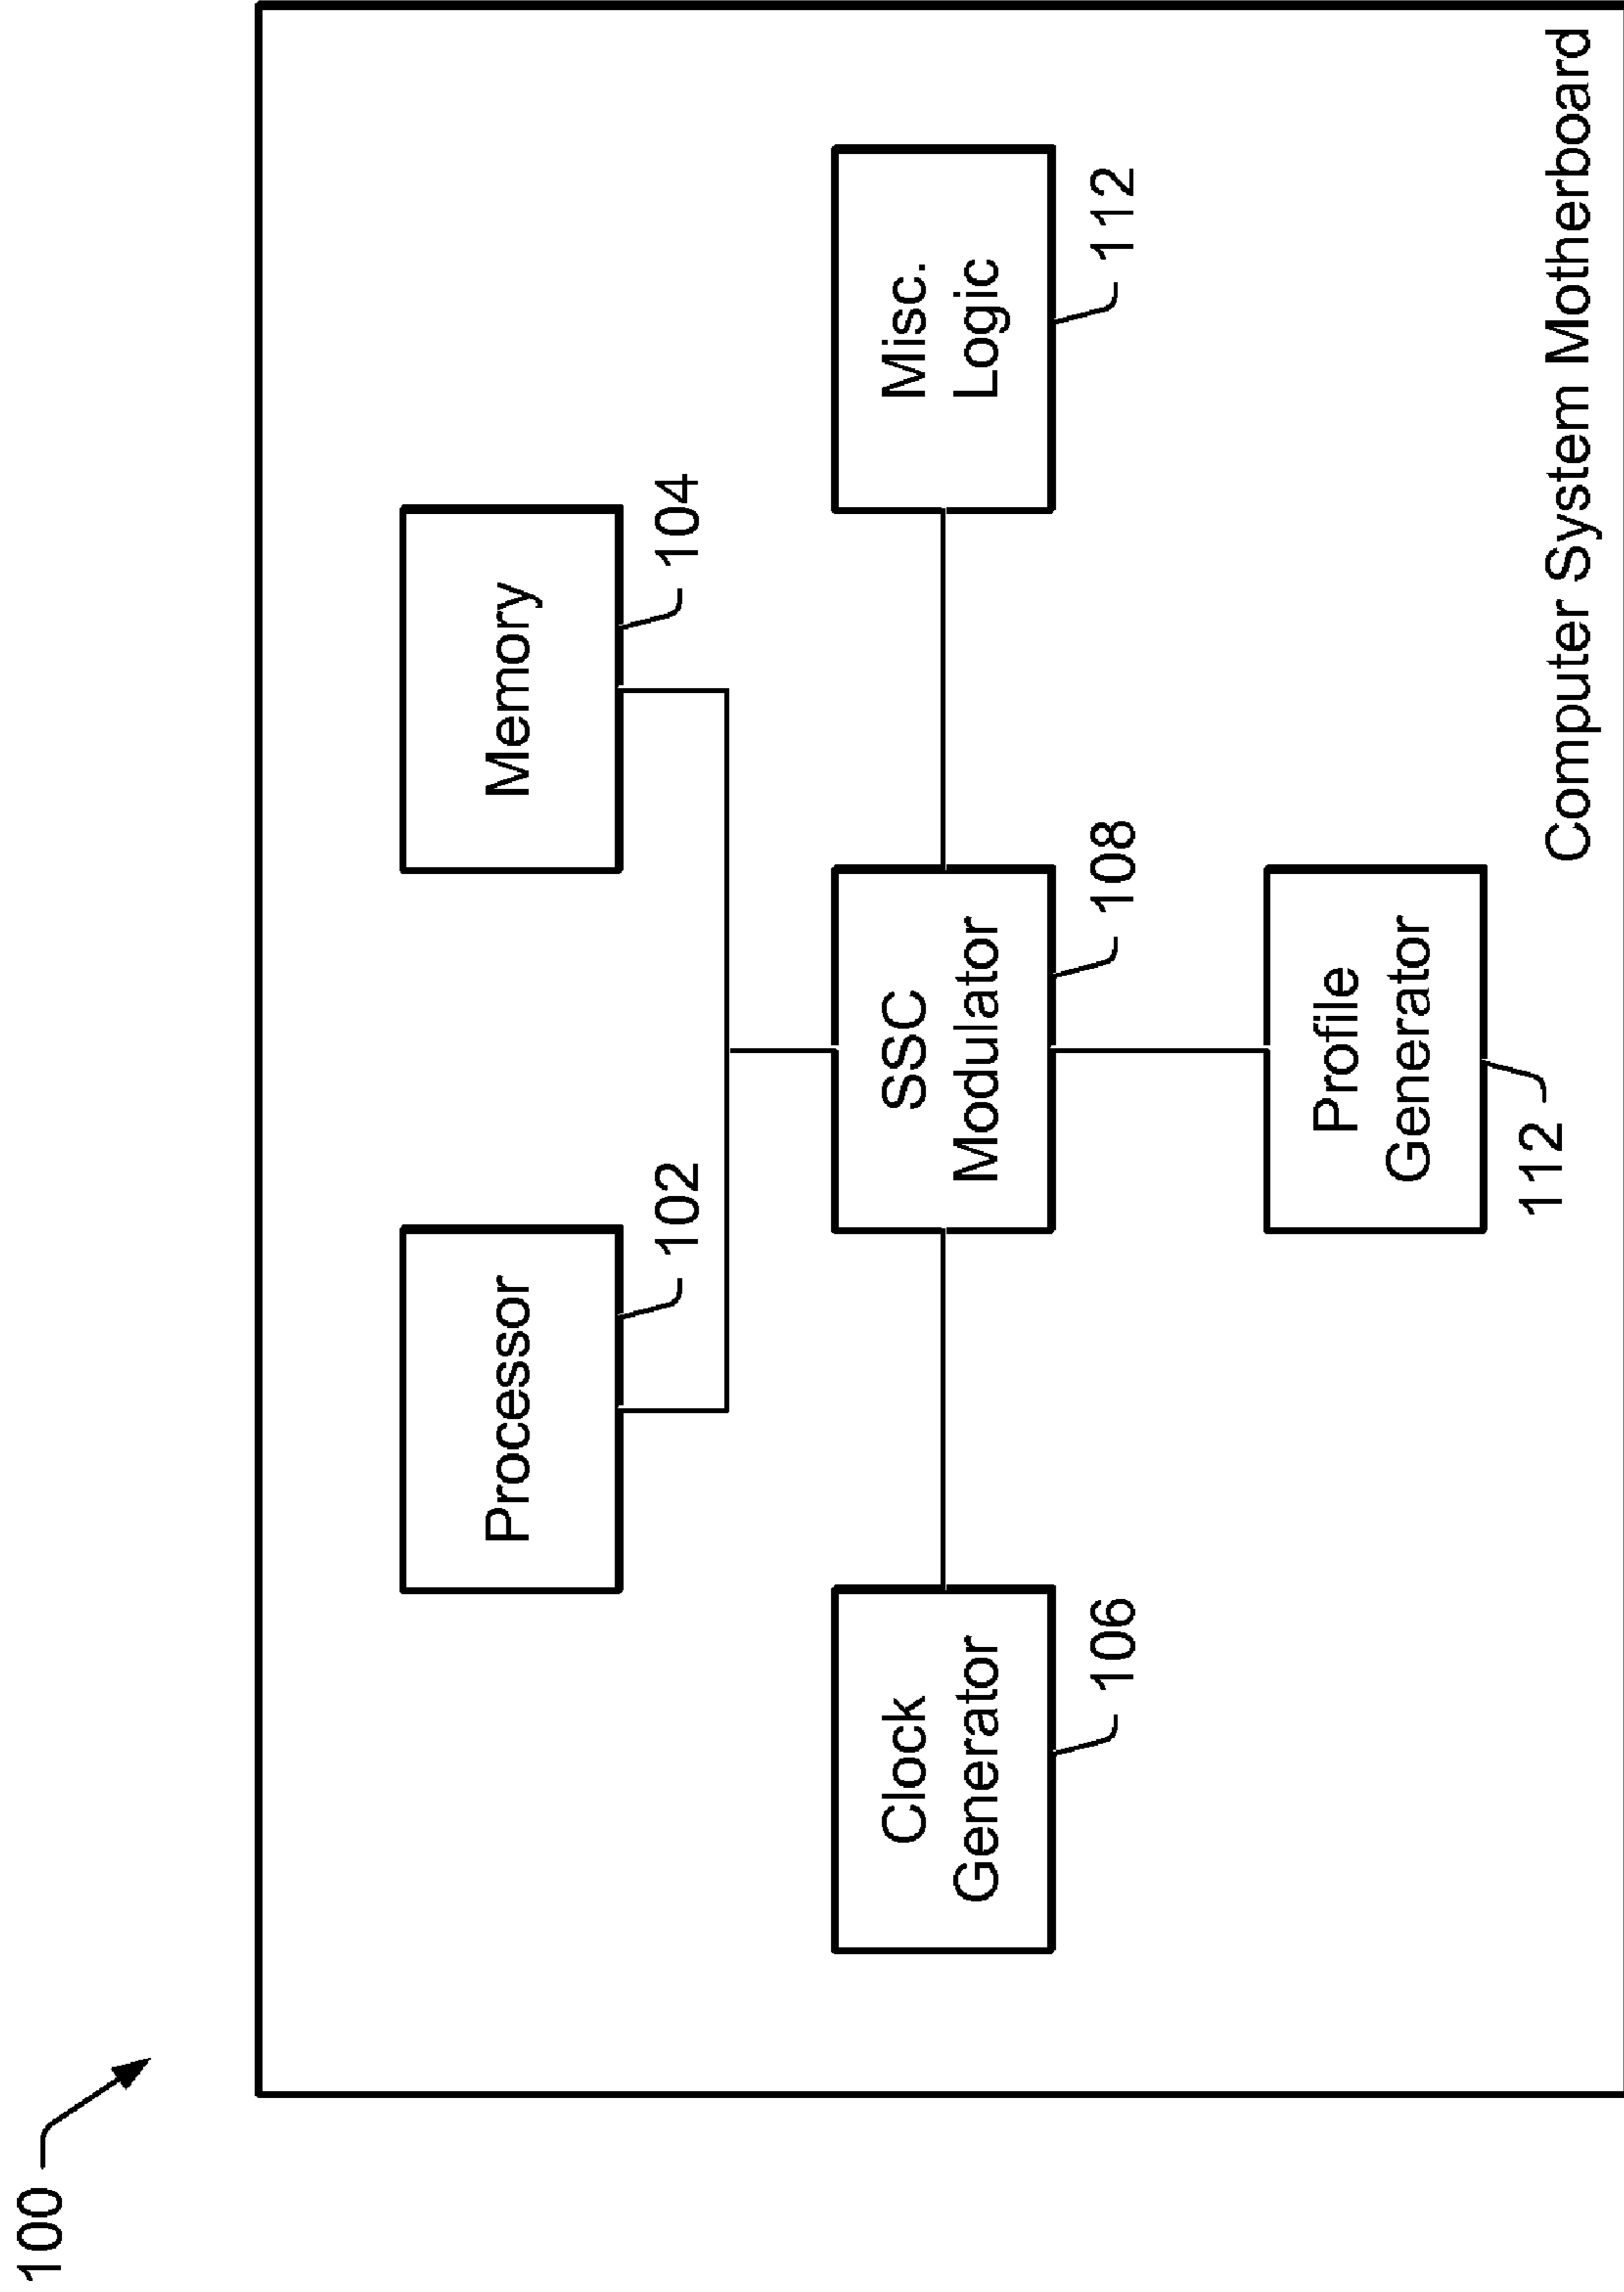 100
Processor
102
Memory
104
Clock
Generator
106
SSC
Modulator
108
Misc.
Logic
112
Profile
Generator
112
Computer System Motherboard